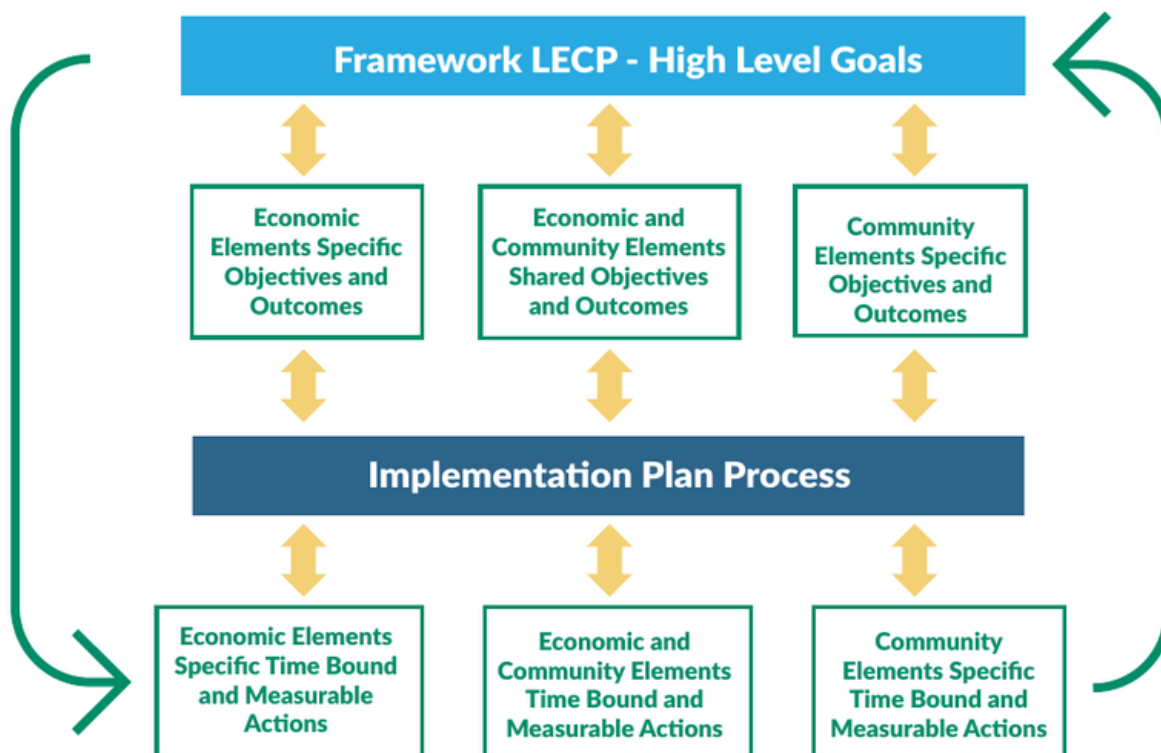 Framework LECP - High Level Goals
Economic
Elements Specific
Objectives and
Outcomes
Economic and
Community Elements
Shared Objectives
and Outcomes
Community
Elements Specific
Objectives and
Outcomes
Implementation Plan Process
Economic Elements
Specific Time Bound
and Measurable
Actions
Economic and
Community Elements
Time Bound and
Measurable Actions
Community
Elements Specific
Time Bound and
Measurable Actions